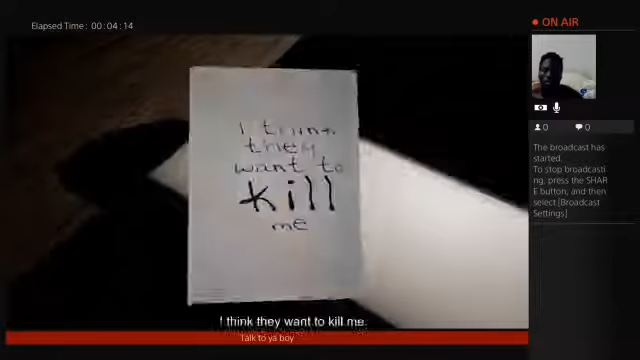 Elapsed Time : 00:04:14
ON AIR
I think
they
want to
kill
me
I think they want to kill me.
Talk to ya boy
0
0
The broadcast has
started.
To stop broadcasti
ng, press the SHAR
E button, and then
select [Broadcast
Settings]